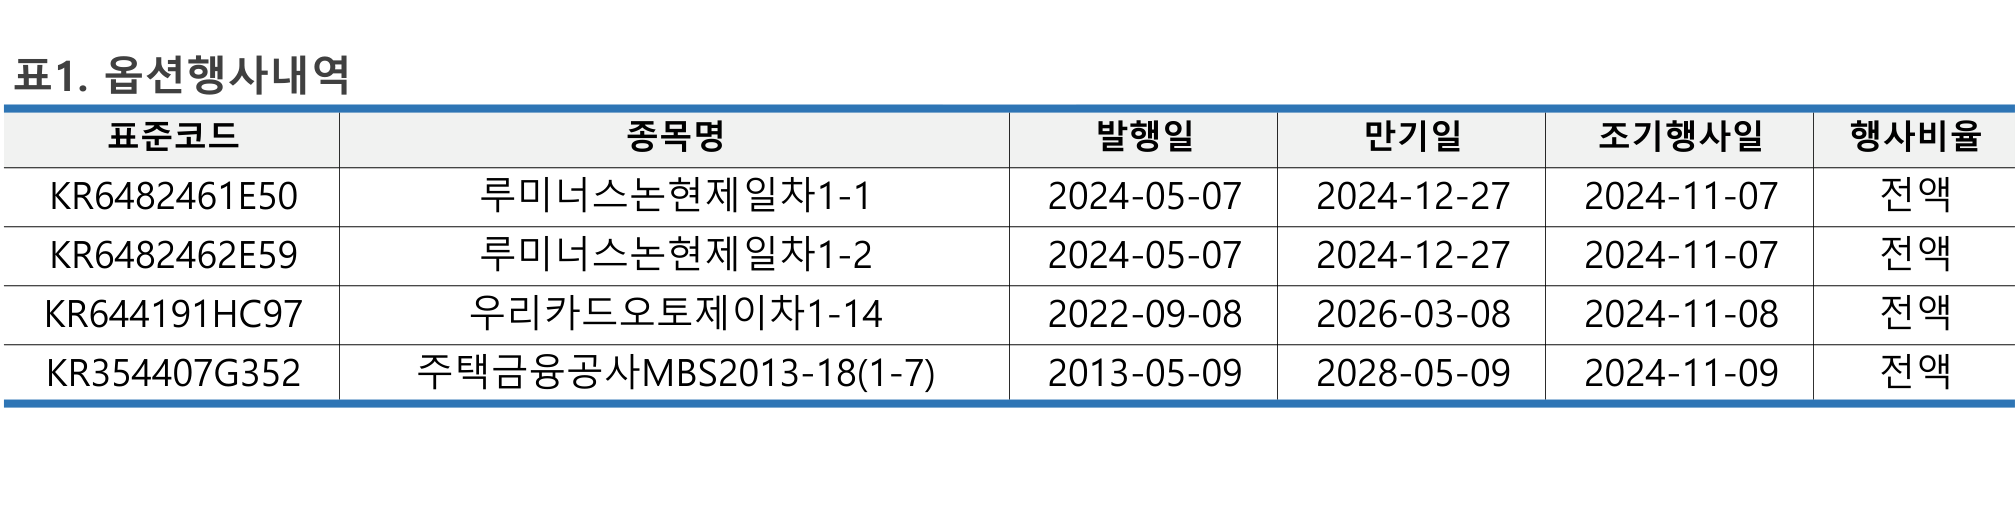 표1. 옵션행사내역
표준코드 종목명 발행일 만기일 조기행사일 행사비율
KR6482461E50 루미너스논현제일차1-1 2024-05-07 2024-12-27 2024-11-07 전액
KR6482462E59 루미너스논현제일차1-2 2024-05-07 2024-12-27 2024-11-07 전액
KR644191HC97 우리카드오토제이차1-14 2022-09-08 2026-03-08 2024-11-08 전액
KR354407G352 주택금융공사MBS2013-18(1-7) 2013-05-09 2028-05-09 2024-11-09 전액